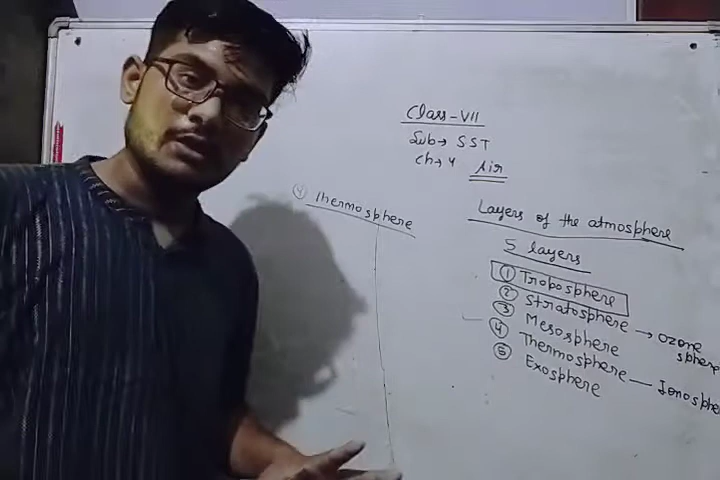 Class-VII
Sub→ SST
Ch→ 4 Air
④ Thermosphere
Layers of the atmosphere
5 layers
① Troposphere
② Stratosphere → Ozone sphere
③ Mesosphere
④ Thermosphere — Ionosphe
⑤ Exosphere